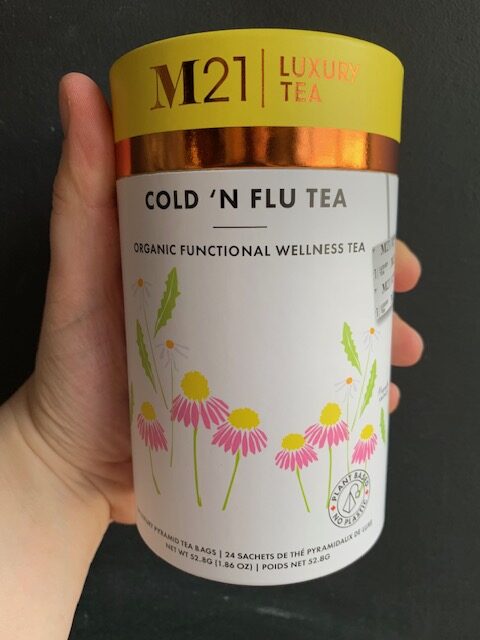 M21 | LUXURY TEA
COLD 'N FLU TEA
ORGANIC FUNCTIONAL WELLNESS TEA
PLANT BASED
NO PLASTIC
PYRAMID TEA BAGS | 24 SACHETS DE THÉ PYRAMIDAUX DE LUXE
NET WT 52.8G (1.86 OZ) | POIDS NET 52.8G